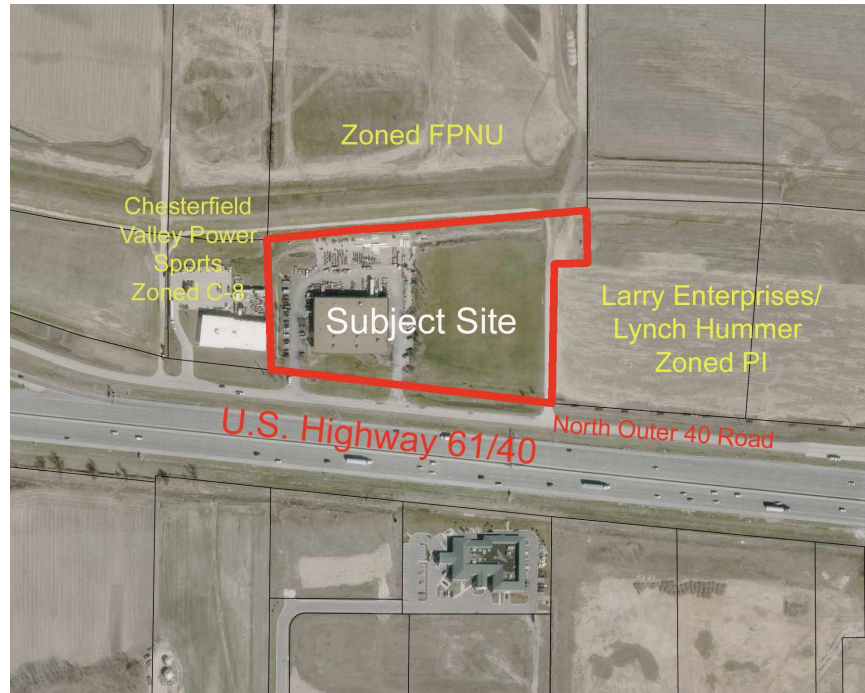 Zoned FPNU
Chesterfield
Valley Power
Sports
Zoned C-8
Subject Site
Larry Enterprises/
Lynch Hummer
Zoned PI
U.S. Highway 61/40
North Outer 40 Road